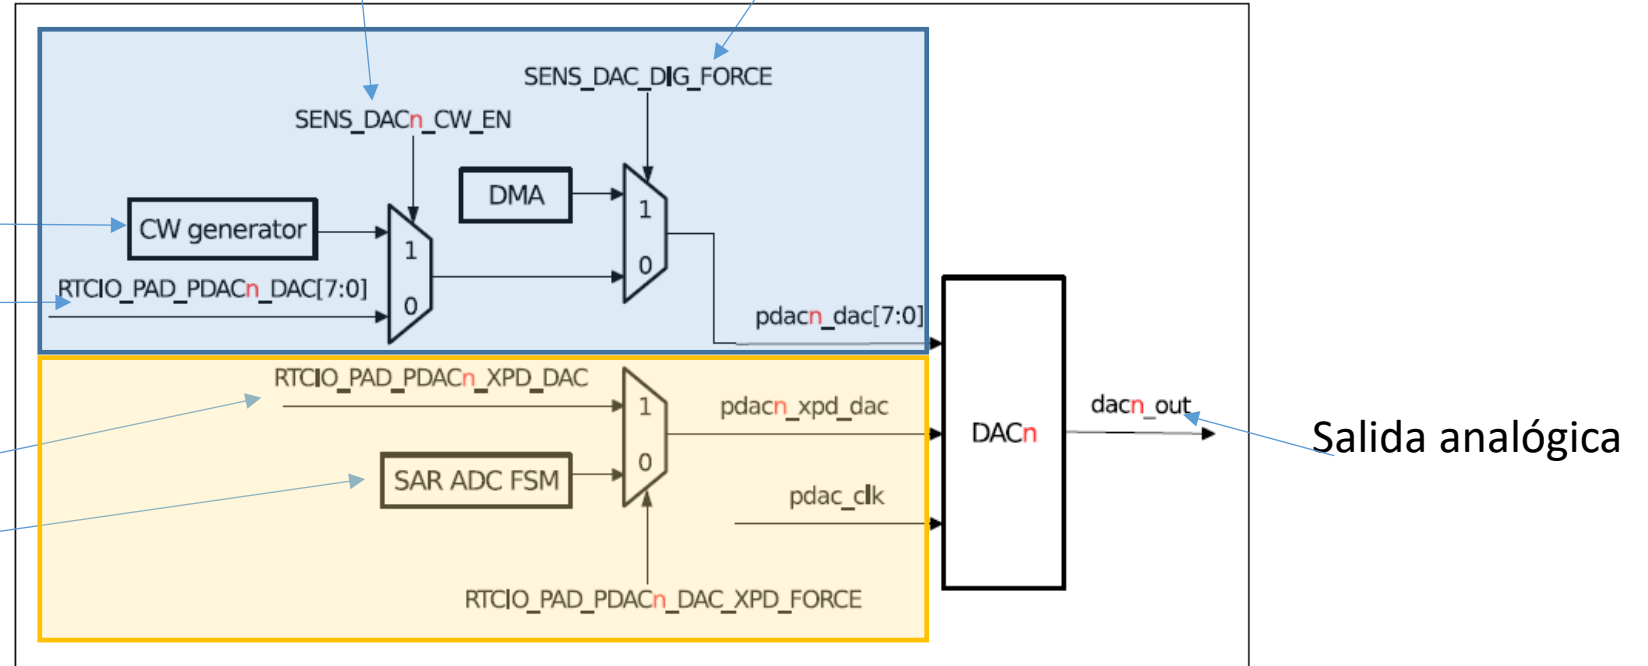 SENS_DAC_DIG_FORCE
SENS_DACn_CW_EN
DMA
1
0
CW generator
1
0
RTCIO_PAD_PDACn_DAC[7:0]
pdacn_dac[7:0]
RTCIO_PAD_PDACn_XPD_DAC
1
0
pdacn_xpd_dac
SAR ADC FSM
pdac_clk
RTCIO_PAD_PDACn_DAC_XPD_FORCE
DACn
dacn_out
Salida analógica